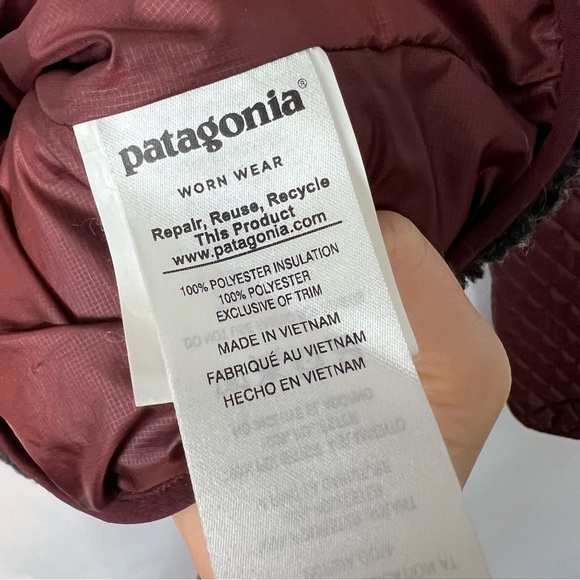 patagonia®
WORN WEAR
Repair, Reuse, Recycle
This Product
www.patagonia.com
100% POLYESTER INSULATION
100% POLYESTER
EXCLUSIVE OF TRIM
MADE IN VIETNAM
FABRIQUÉ AU VIETNAM
HECHO EN VIETNAM